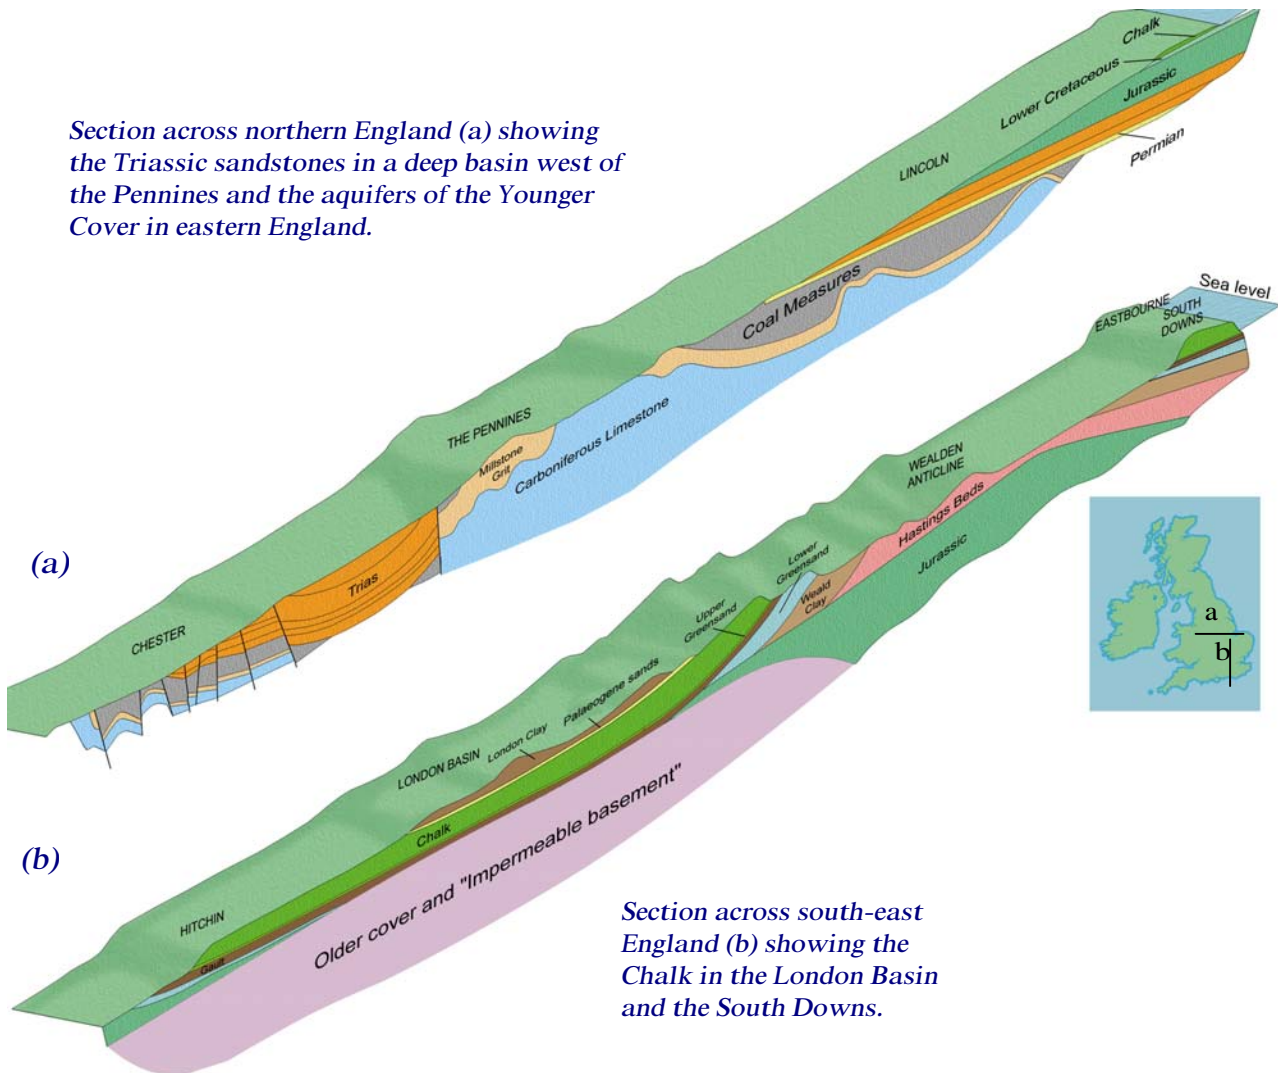 Section across northern England (a) showing
the Triassic sandstones in a deep basin west of
the Pennines and the aquifers of the Younger
Cover in eastern England.
Chalk
Lower Cretaceous
Jurassic
Permian
LINCOLN
Coal Measures
THE PENNINES
Millstone
Grit
Carboniferous Limestone
(a)
Trias
CHESTER
Sea level
EASTBOURNE
SOUTH
DOWNS
WEALDEN
ANTICLINE
Hastings Beds
Jurassic
Lower
Greensand
Weald
Clay
Upper
Greensand
Palaeogene sands
London Clay
LONDON BASIN
Chalk
Older cover and "Impermeable basement"
(b)
HITCHIN
Gault
a
b
Section across south-east
England (b) showing the
Chalk in the London Basin
and the South Downs.